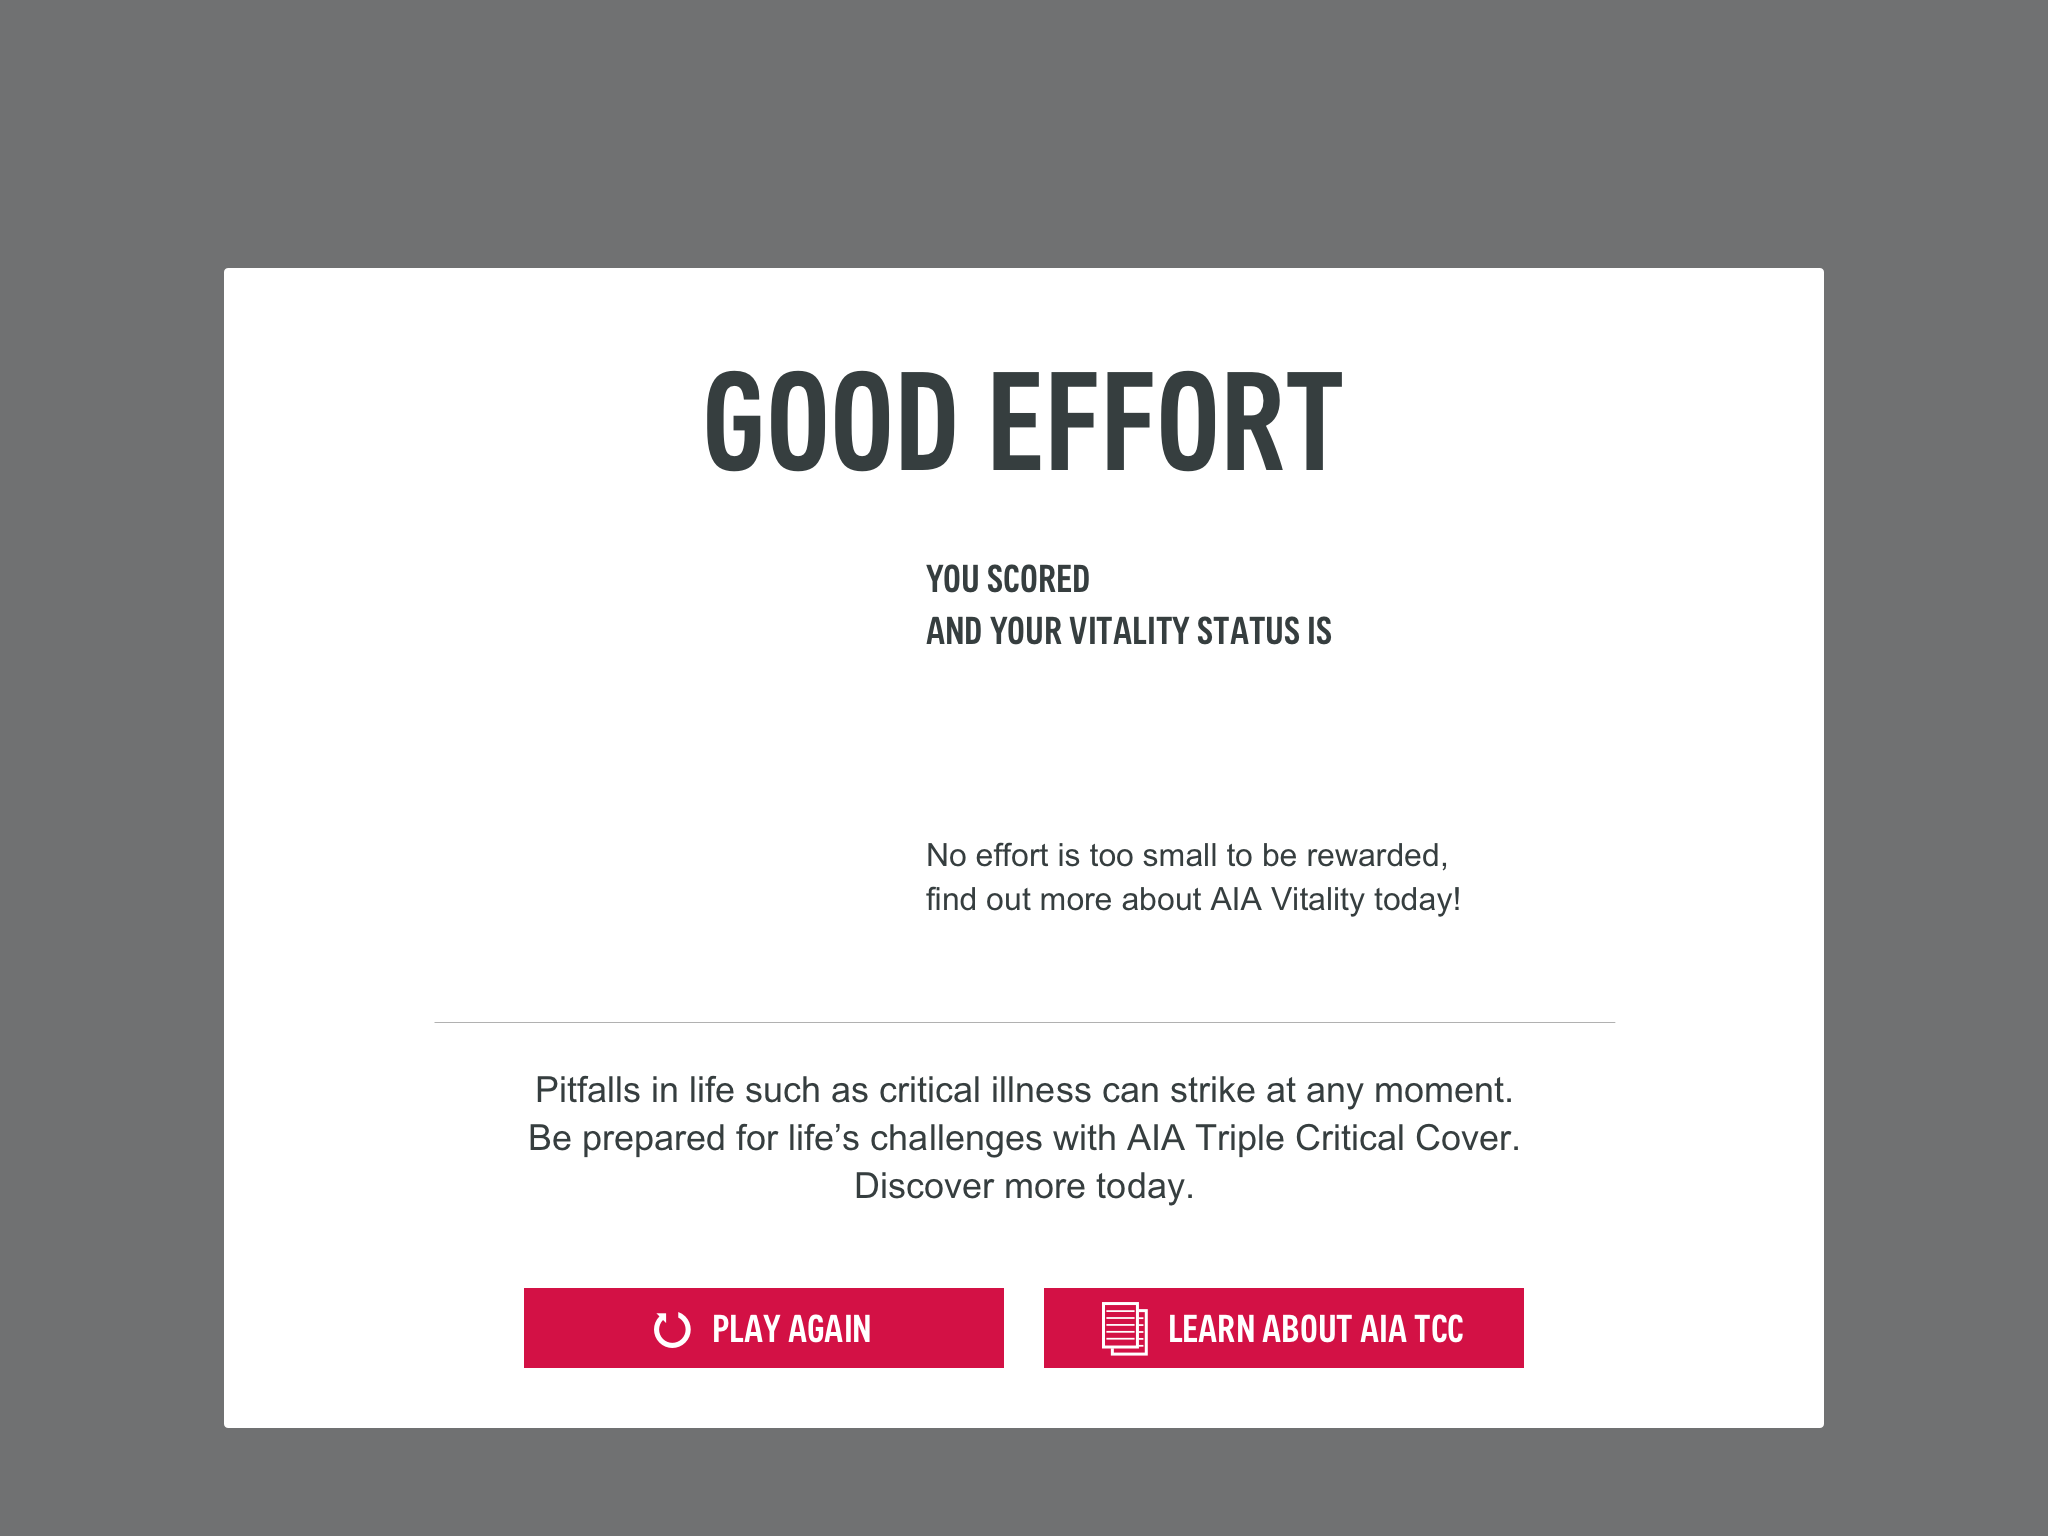 GOOD EFFORT
YOU SCORED
AND YOUR VITALITY STATUS IS
No effort is too small to be rewarded,
find out more about AIA Vitality today!
Pitfalls in life such as critical illness can strike at any moment.
Be prepared for life’s challenges with AIA Triple Critical Cover.
Discover more today.
PLAY AGAIN
LEARN ABOUT AIA TCC